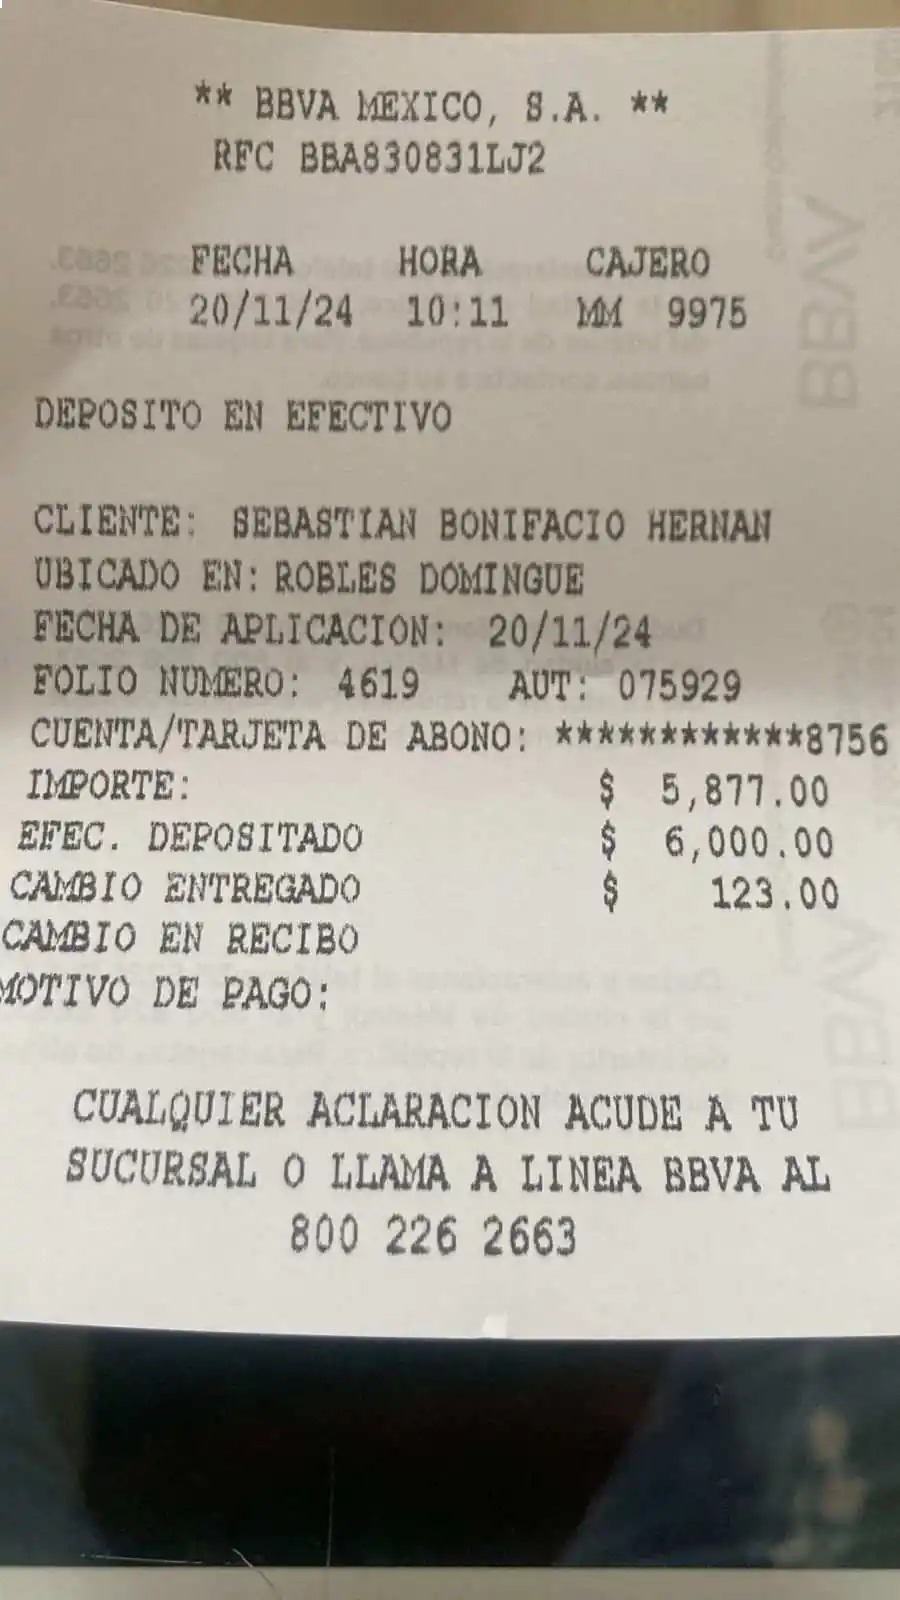 ** BBVA MEXICO, S.A. **
RFC BBA830831LJ2
FECHA HORA CAJERO
20/11/24 10:11 MM 9975
DEPOSITO EN EFECTIVO
CLIENTE: SEBASTIAN BONIFACIO HERNAN
UBICADO EN: ROBLES DOMINGUE
FECHA DE APLICACION: 20/11/24
FOLIO NUMERO: 4619 AUT: 075929
CUENTA/TARJETA DE ABONO: ************8756
IMPORTE: $ 5,877.00
EFEC. DEPOSITADO $ 6,000.00
CAMBIO ENTREGADO $ 123.00
CAMBIO EN RECIBO
MOTIVO DE PAGO:
CUALQUIER ACLARACION ACUDE A TU
SUCURSAL O LLAMA A LINEA BBVA AL
800 226 2663
BBVA
BBVA